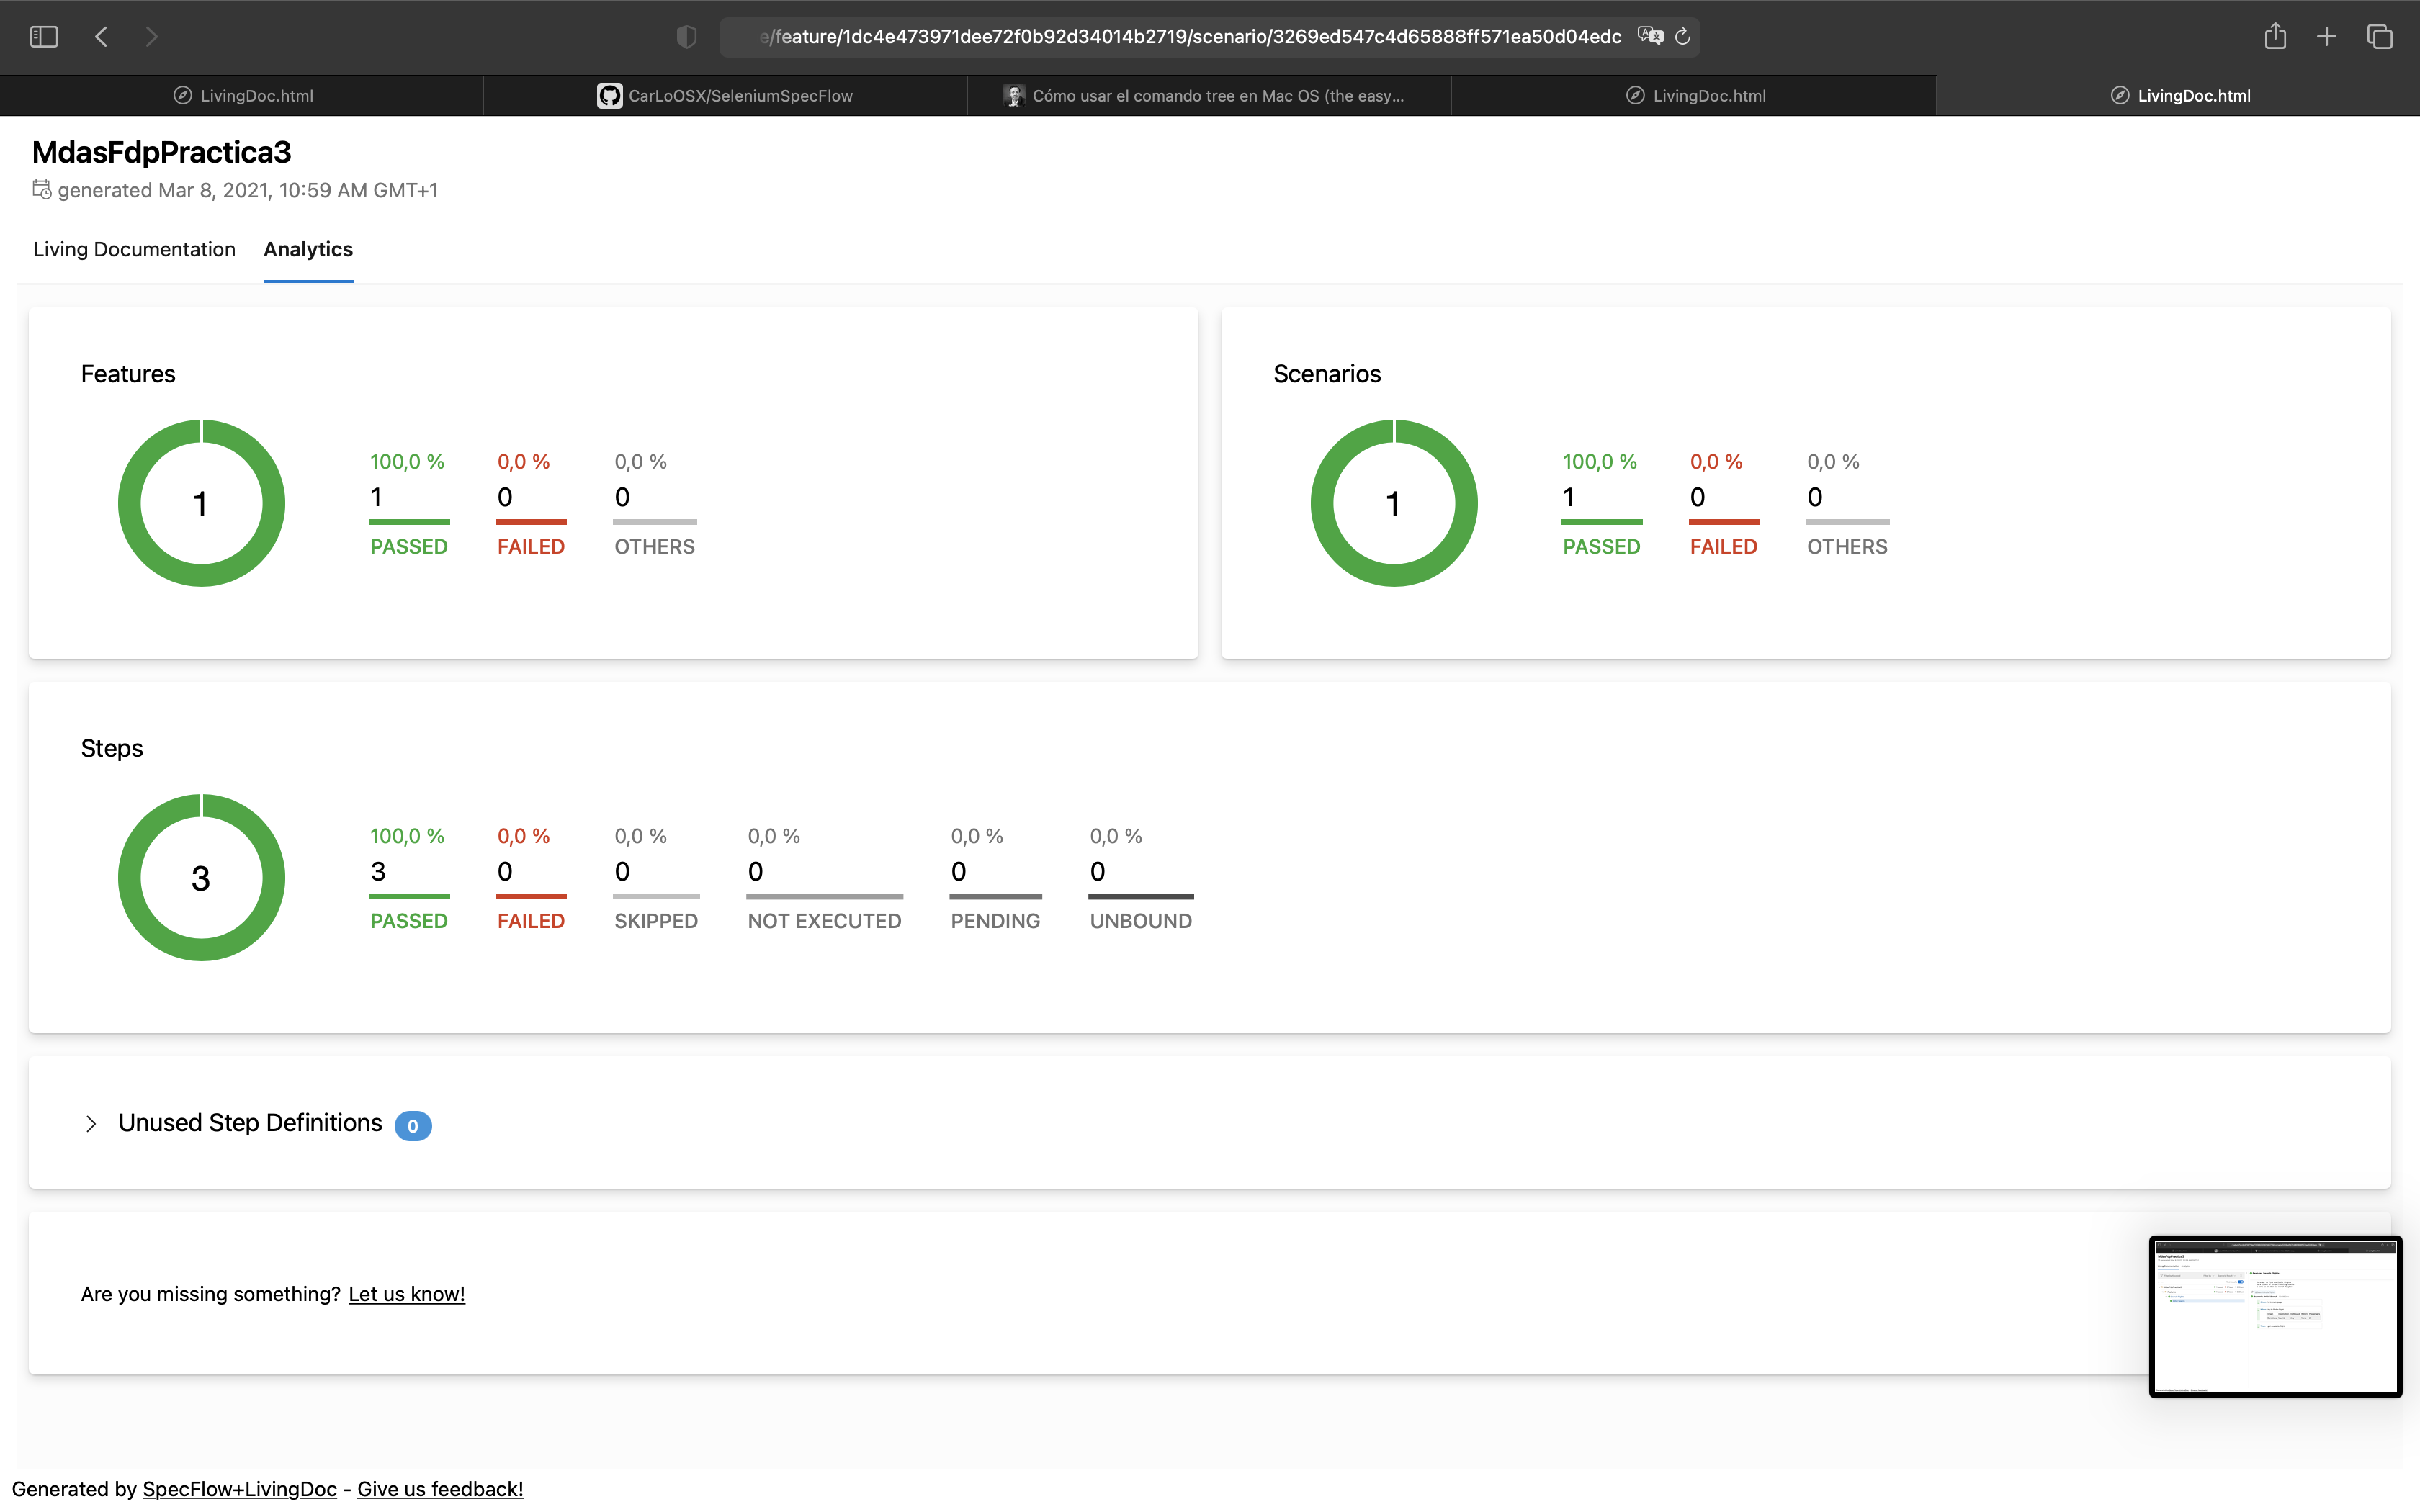 e/feature/1dc4e473971dee72f0b92d34014b2719/scenario/3269ed547c4d65888ff571ea50d04edc
LivingDoc.html
CarLoOSX/SeleniumSpecFlow
Cómo usar el comando tree en Mac OS (the easy...
LivingDoc.html
LivingDoc.html
MdasFdpPractica3
generated Mar 8, 2021, 10:59 AM GMT+1
Living Documentation Analytics
Features
1
100,0 % 0,0 % 0,0 %
1 0 0
PASSED FAILED OTHERS
Scenarios
1
100,0 % 0,0 % 0,0 %
1 0 0
PASSED FAILED OTHERS
Steps
3
100,0 % 0,0 % 0,0 % 0,0 % 0,0 % 0,0 %
3 0 0 0 0 0
PASSED FAILED SKIPPED NOT EXECUTED PENDING UNBOUND
Unused Step Definitions 0
Are you missing something? Let us know!
Generated by SpecFlow+LivingDoc - Give us feedback!